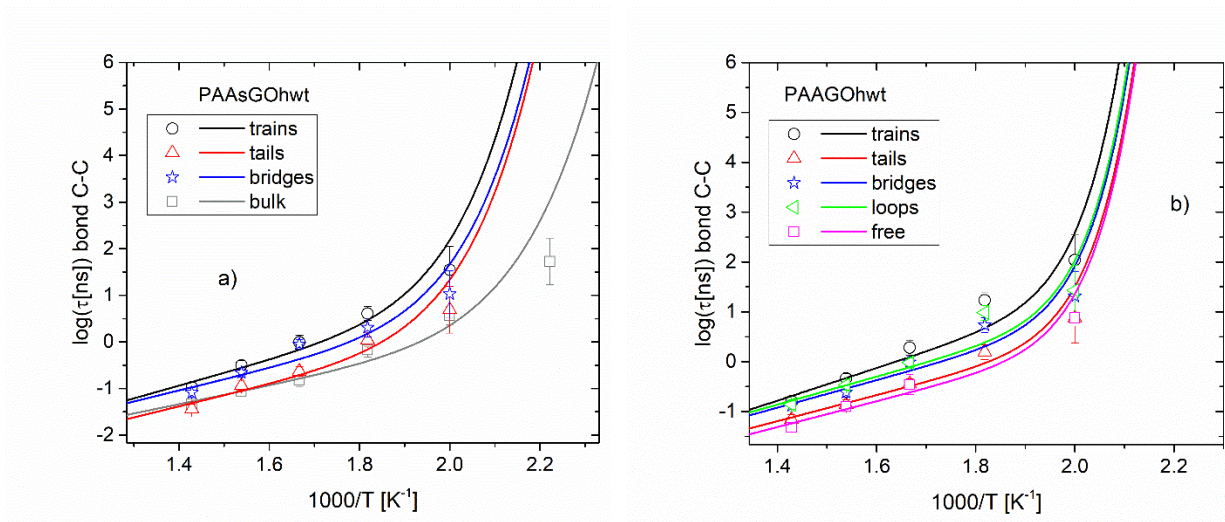 6
5
4
3
2
1
0
-1
-2
log(τ[ns]) bond C-C
PAAsGOhwt
trains
tails
bridges
bulk
a)
1.4 1.6 1.8 2.0 2.2
1000/T [K⁻¹]
6
5
4
3
2
1
0
-1
log(τ[ns]) bond C-C
PAAGOhwt
trains
tails
bridges
loops
free
b)
1.4 1.6 1.8 2.0 2.2
1000/T [K⁻¹]